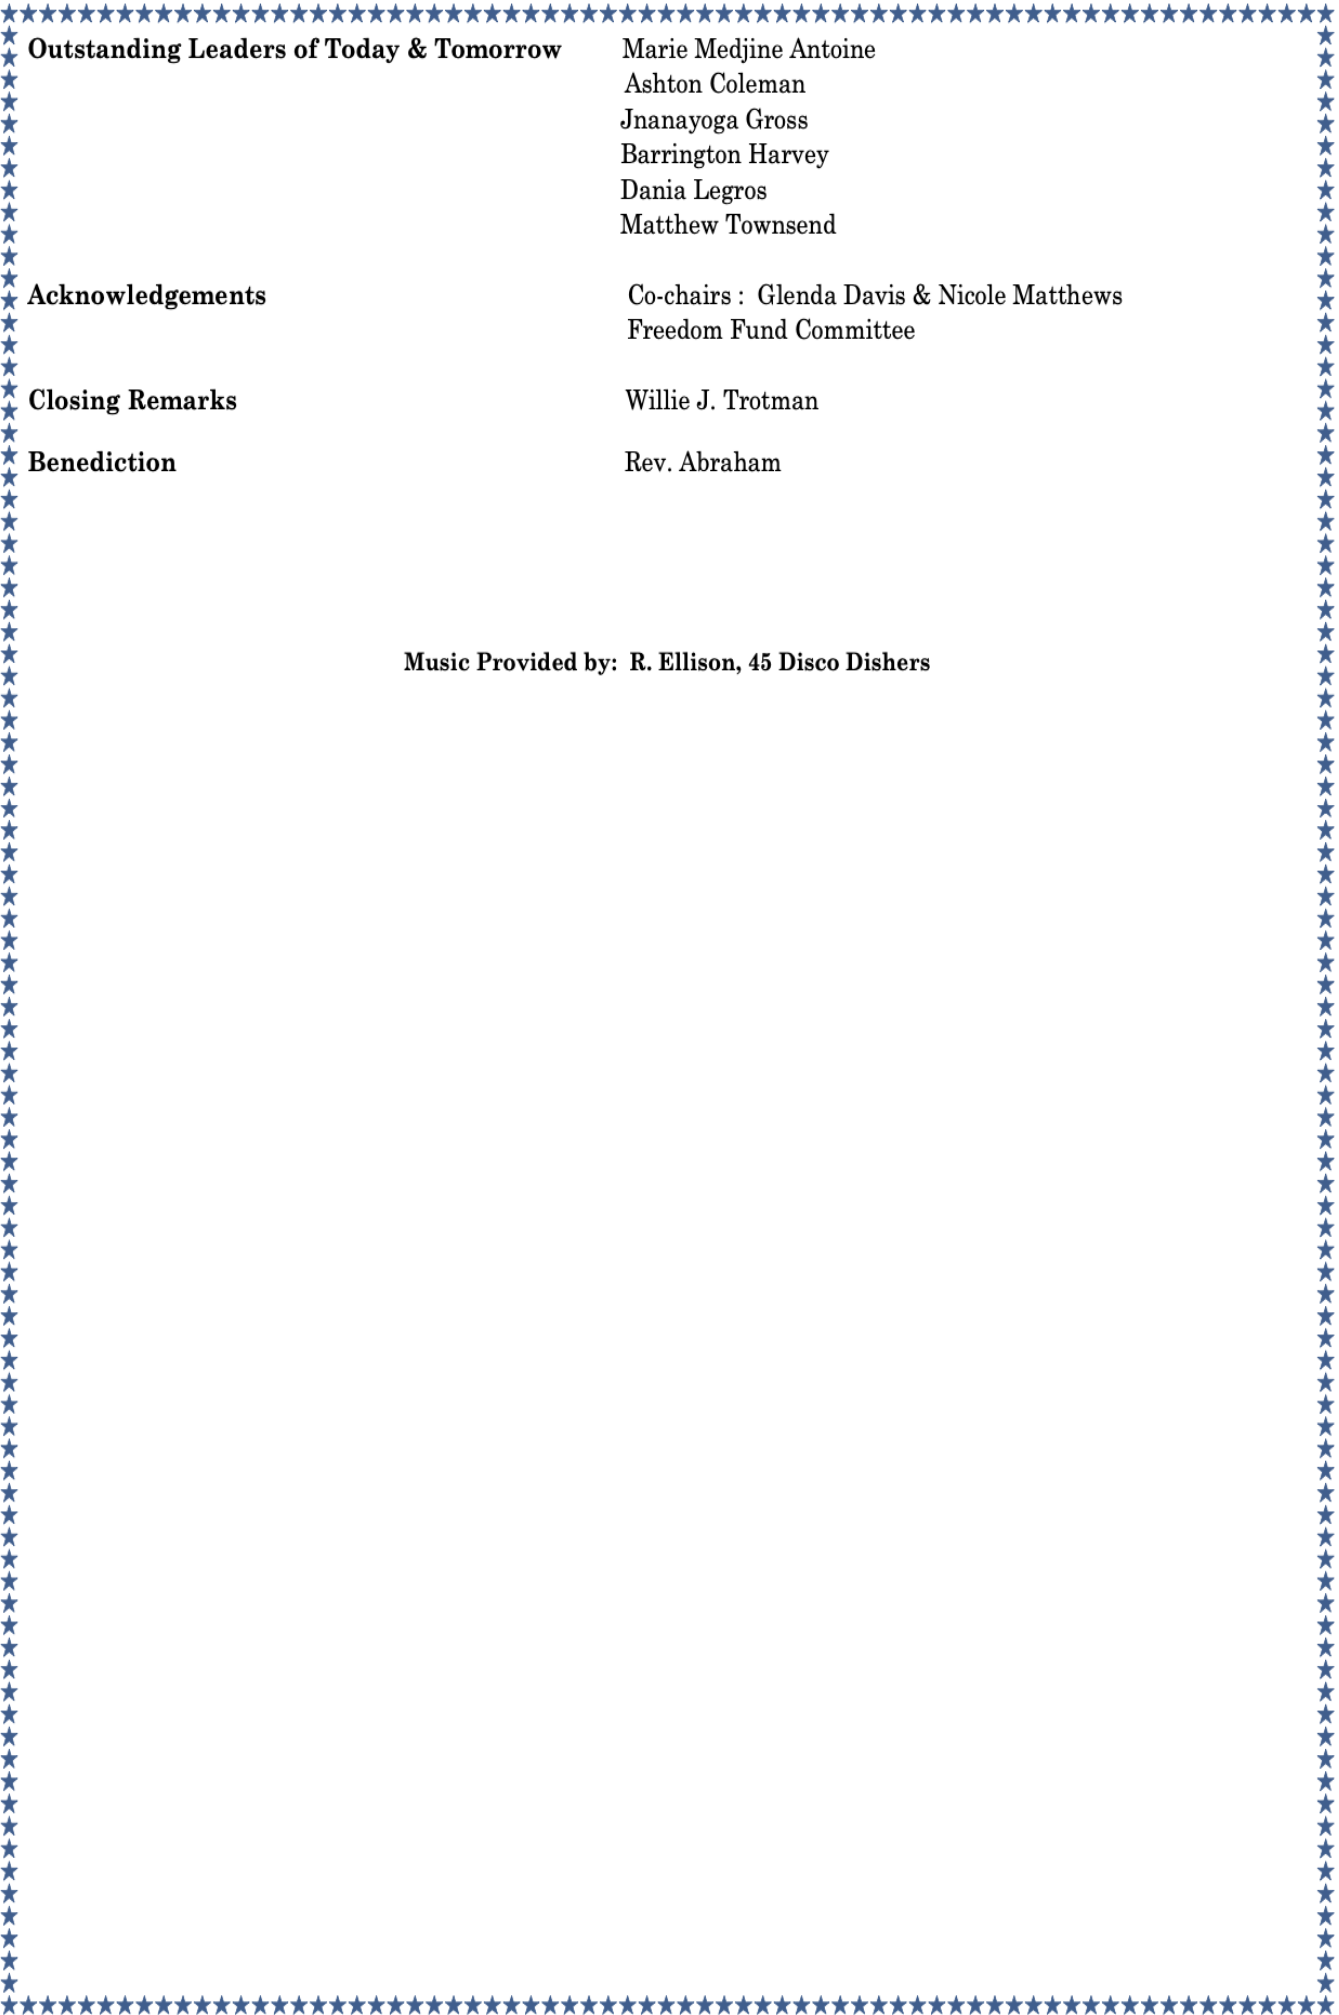 Outstanding Leaders of Today & Tomorrow Marie Medjine Antoine
Ashton Coleman
Jnanayoga Gross
Barrington Harvey
Dania Legros
Matthew Townsend
Acknowledgements Co-chairs : Glenda Davis & Nicole Matthews
Freedom Fund Committee
Closing Remarks Willie J. Trotman
Benediction Rev. Abraham
Music Provided by: R. Ellison, 45 Disco Dishers